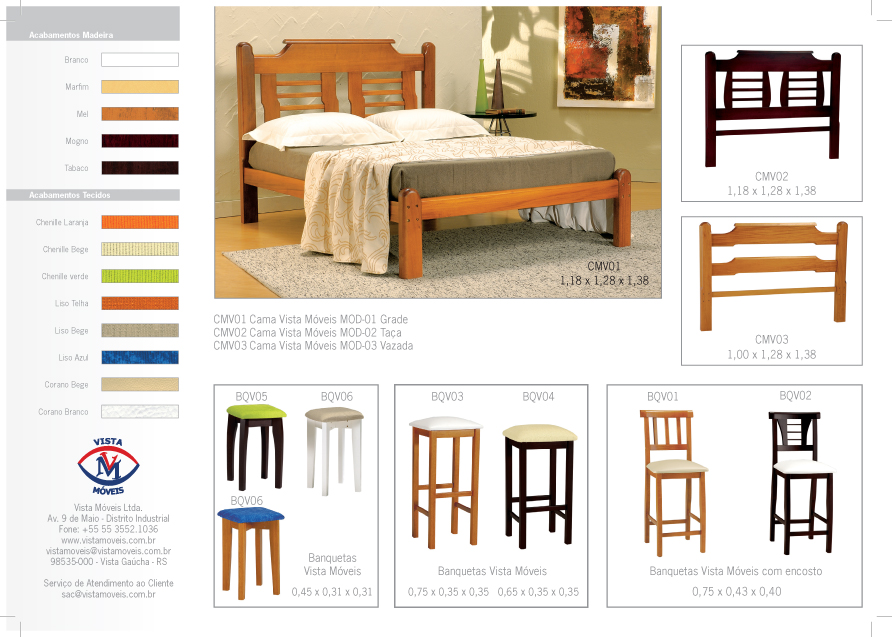 Acabamentos Madeira
Branco
Marfim
Mel
Mogno
Tabaco
Acabamentos Tecidos
Chenille Laranja
Chenille Bege
Chenille verde
Liso Telha
Liso Bege
Liso Azul
Corano Bege
Corano Branco
VISTA
VM
MÓVEIS
Vista Móveis Ltda.
Av. 9 de Maio - Distrito Industrial
Fone: +55 55 3552.1036
www.vistamoveis.com.br
vistamoveis@vistamoveis.com.br
98535-000 - Vista Gaúcha - RS
Serviço de Atendimento ao Cliente
sac@vistamoveis.com.br
CMV01
1,18 x 1,28 x 1,38
CMV01 Cama Vista Móveis MOD-01 Grade
CMV02 Cama Vista Móveis MOD-02 Taça
CMV03 Cama Vista Móveis MOD-03 Vazada
CMV02
1,18 x 1,28 x 1,38
CMV03
1,00 x 1,28 x 1,38
BQV05 BQV06
BQV06
Banquetas
Vista Móveis
0,45 x 0,31 x 0,31
BQV03 BQV04
Banquetas Vista Móveis
0,75 x 0,35 x 0,35 0,65 x 0,35 x 0,35
BQV01 BQV02
Banquetas Vista Móveis com encosto
0,75 x 0,43 x 0,40